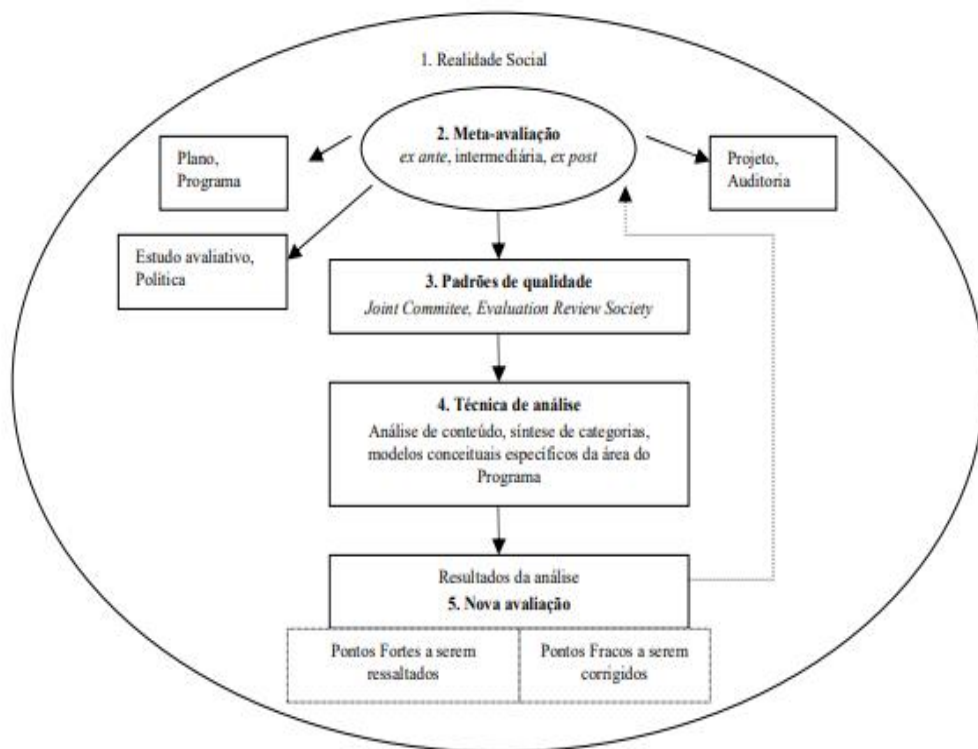 1. Realidade Social
2. Meta-avaliação
ex ante, intermediária, ex post
Plano,
Programa
Projeto,
Auditoria
Estudo avaliativo,
Política
3. Padrões de qualidade
Joint Commitee, Evaluation Review Society
4. Técnica de análise
Análise de conteúdo, síntese de categorias,
modelos conceituais específicos da área do
Programa
Resultados da análise
5. Nova avaliação
Pontos Fortes a serem
ressaltados
Pontos Fracos a serem
corrigidos